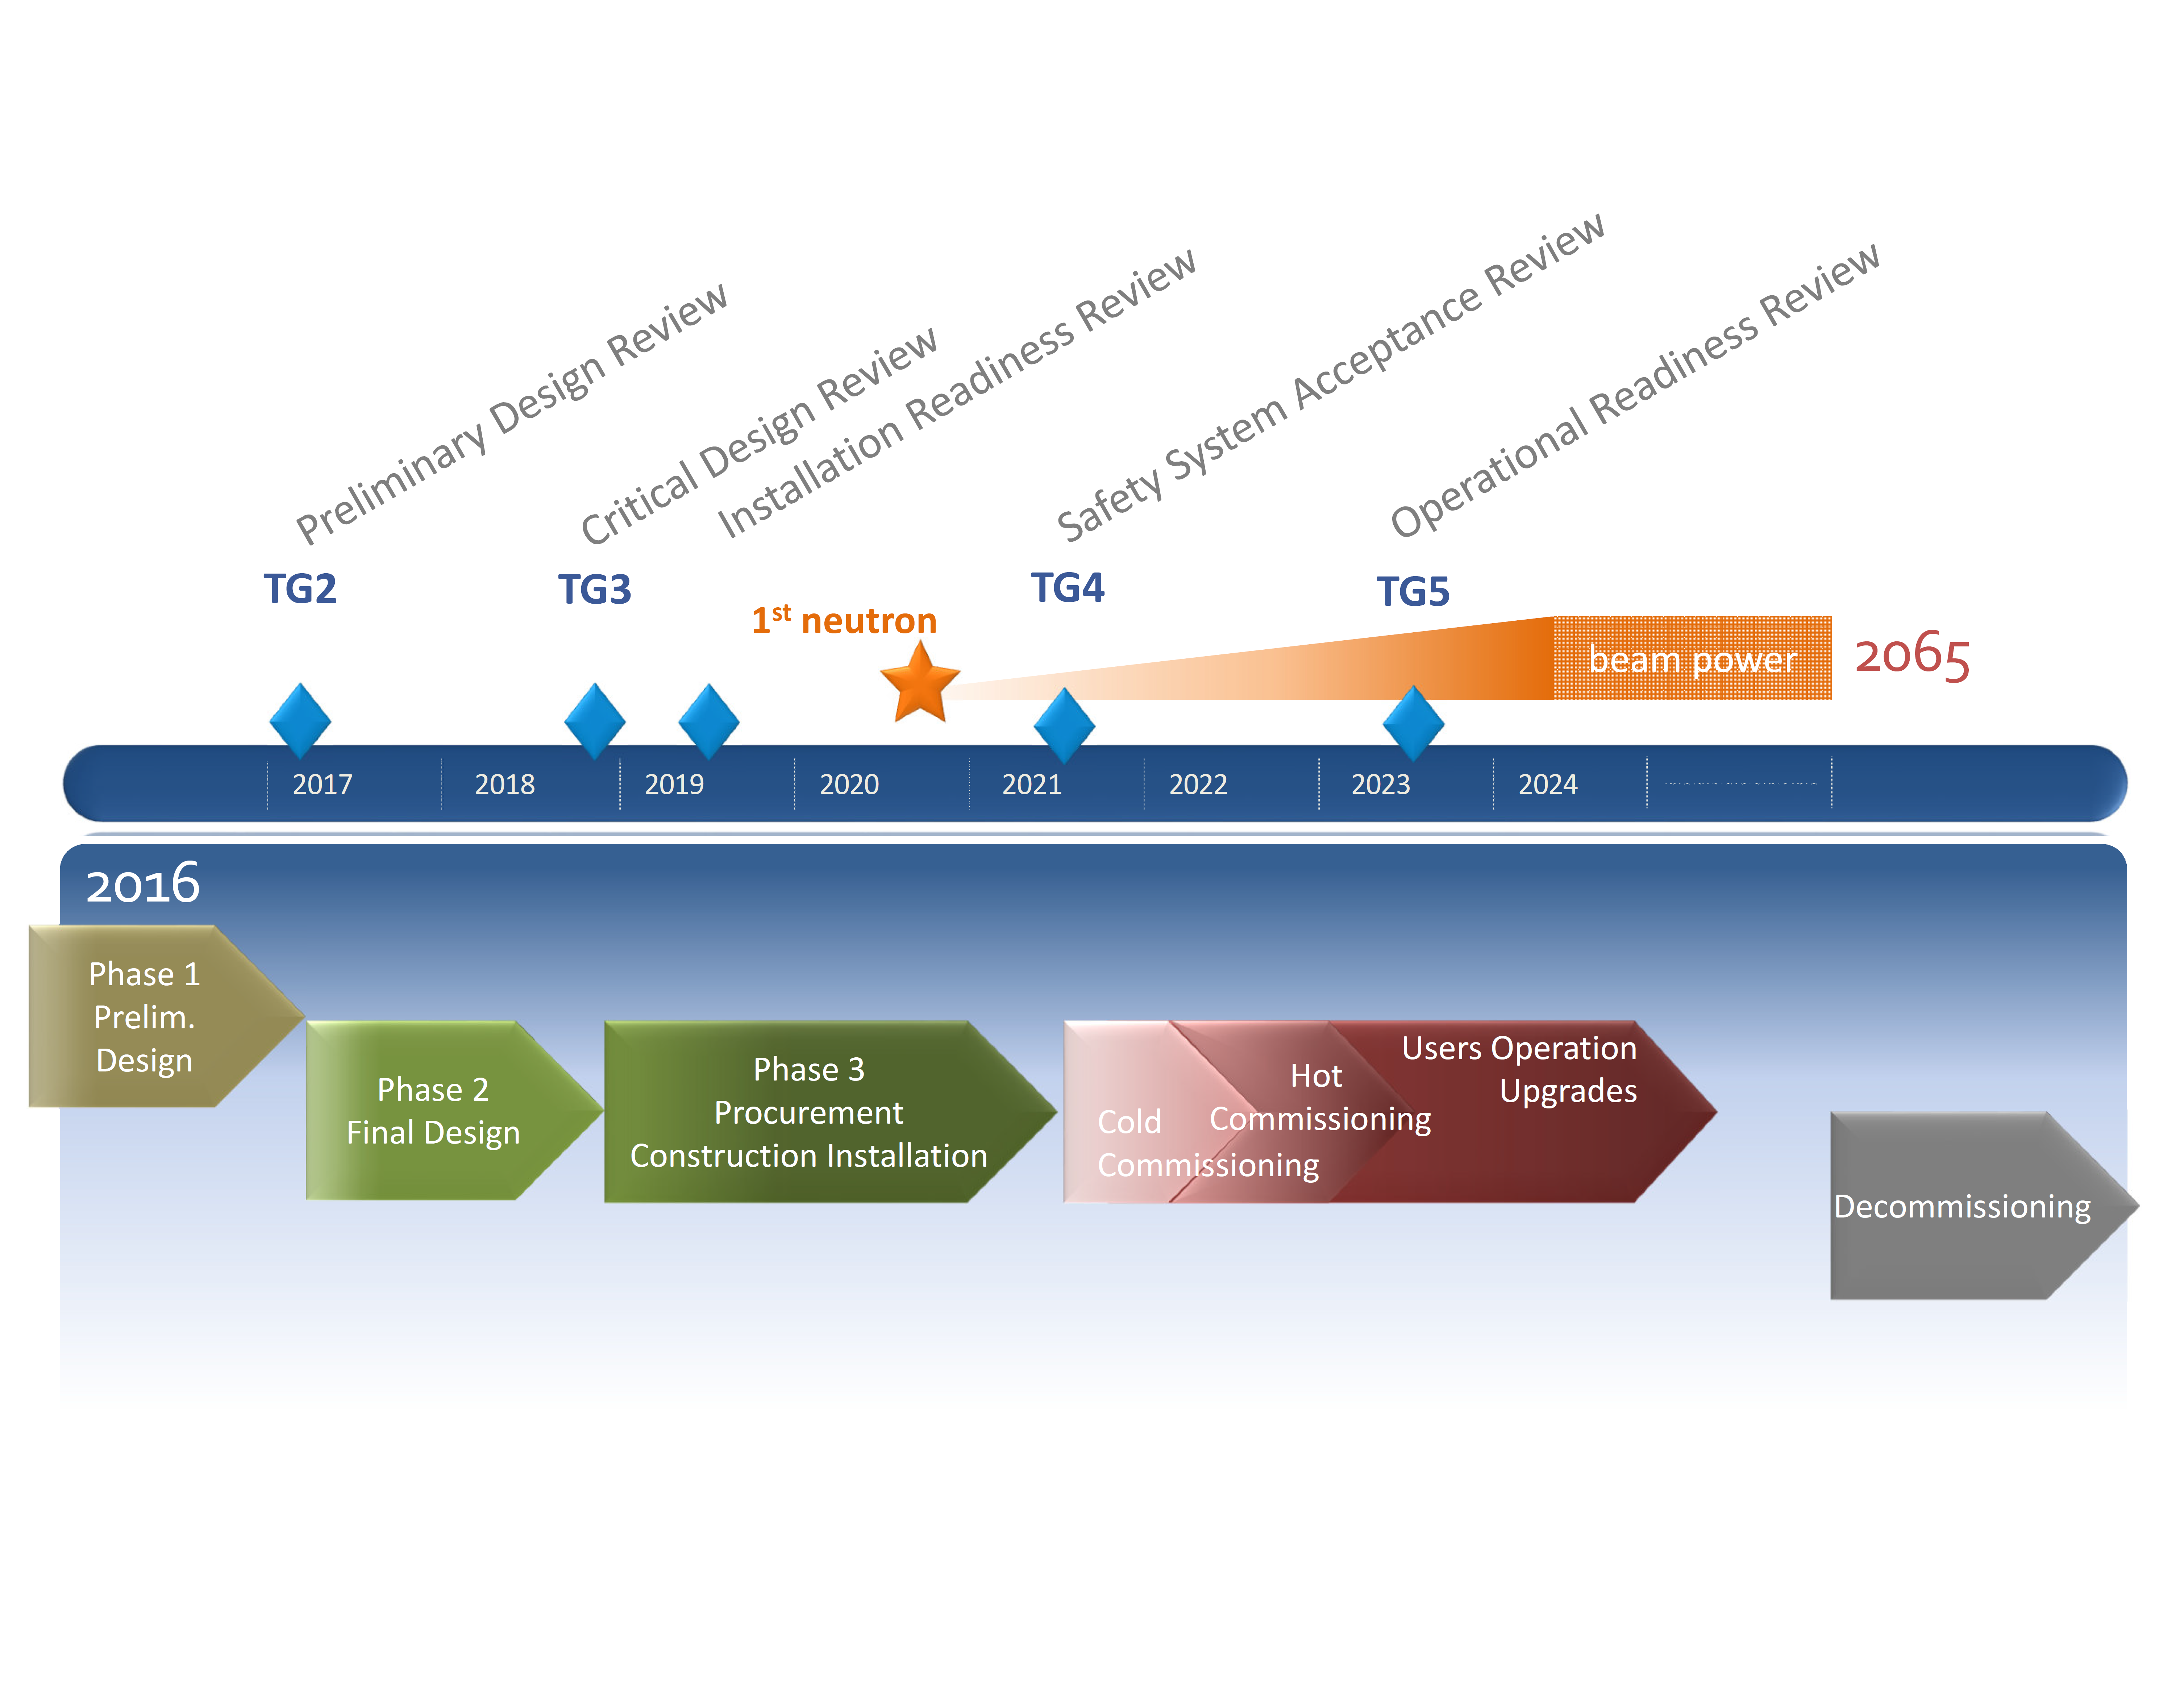 Preliminary Design Review
Critical Design Review
Installation Readiness Review
Safety System Acceptance Review
Operational Readiness Review
TG2
TG3
TG4
TG5
1st neutron
beam power
2065
2017
2018
2019
2020
2021
2022
2023
2024
2016
Phase 1
Prelim.
Design
Phase 2
Final Design
Phase 3
Procurement
Construction Installation
Cold
Commissioning
Hot
Commissioning
Users Operation
Upgrades
Decommissioning